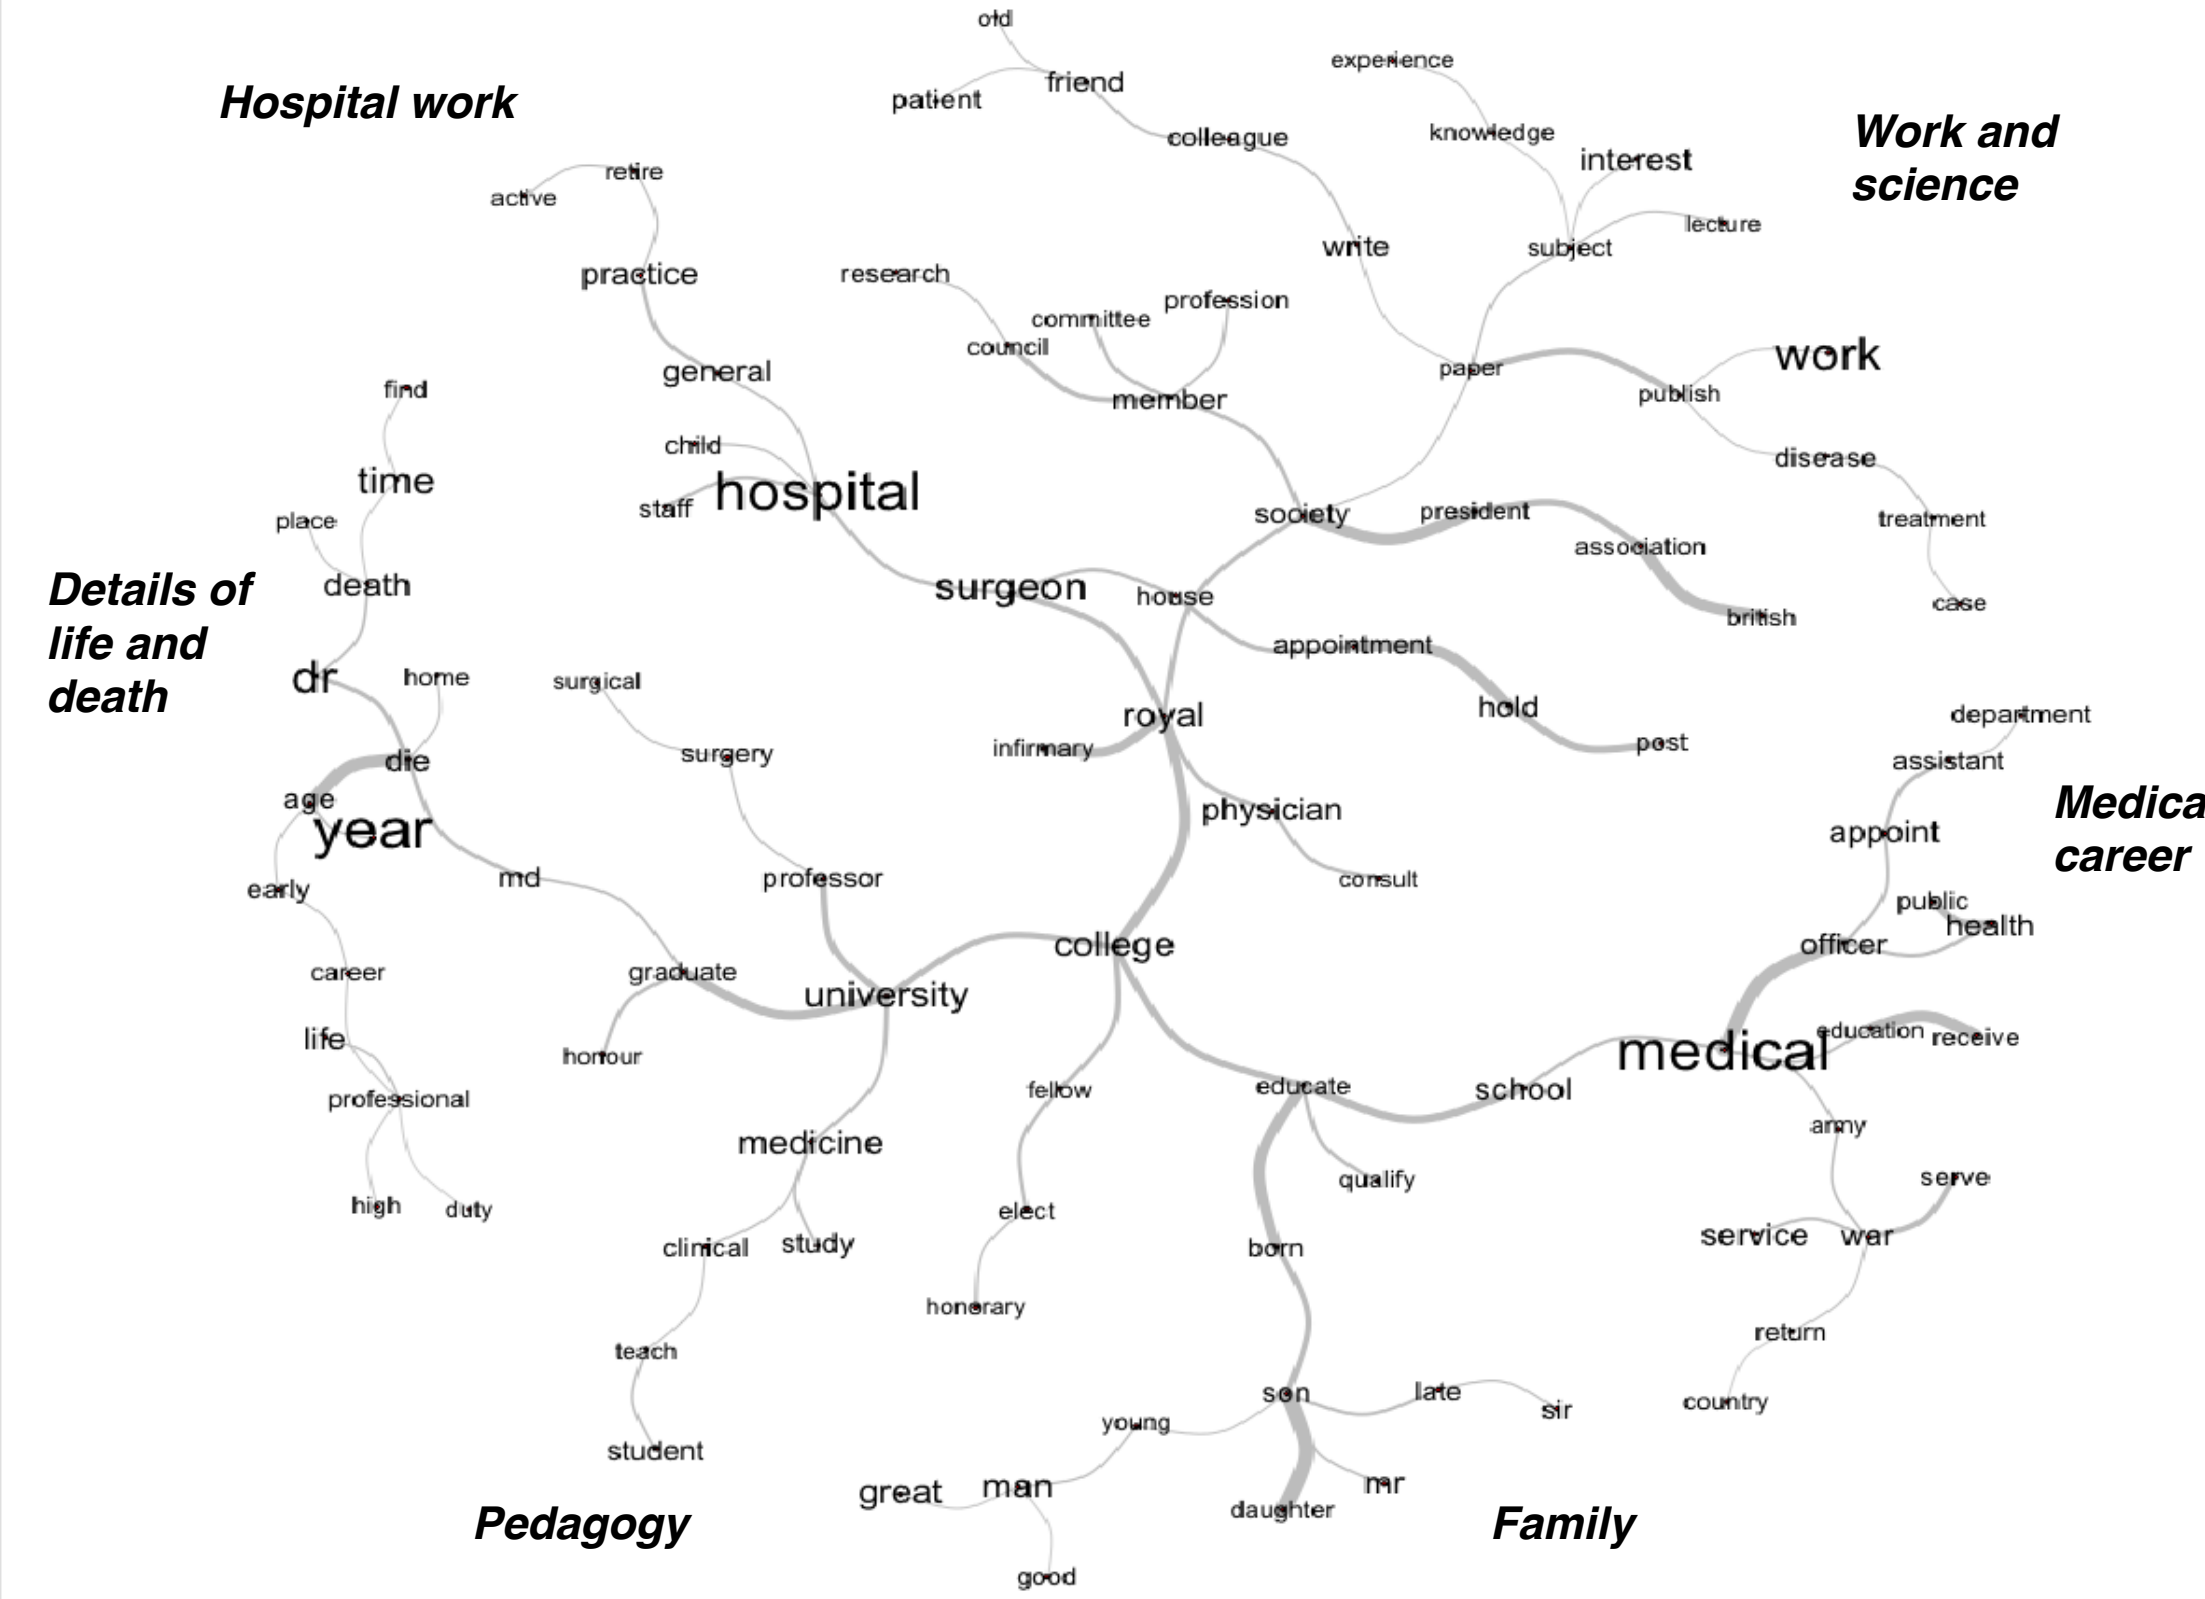 old
experience
Hospital work
friend
patient
Work and
science
colleague
knowledge
interest
retire
active
lecture
write
subject
practice
research
profession
committee
council
work
general
paper
find
publish
member
child
disease
time
hospital
staff
society
president
treatment
place
association
death
surgeon
house
case
Details of
life and
death
british
appointment
dr
home
surgical
hold
royal
department
infirmary
post
surgery
die
assistant
age
physician
Medica
career
year
appoint
md
professor
consult
early
public
health
college
officer
career
graduate
university
education
receive
life
honour
medical
fellow
educate
school
professional
army
medicine
qualify
serve
high
duty
elect
clinical
study
born
service
war
honorary
return
teach
son
late
sir
country
young
student
great
man
mr
daughter
Pedagogy
Family
good